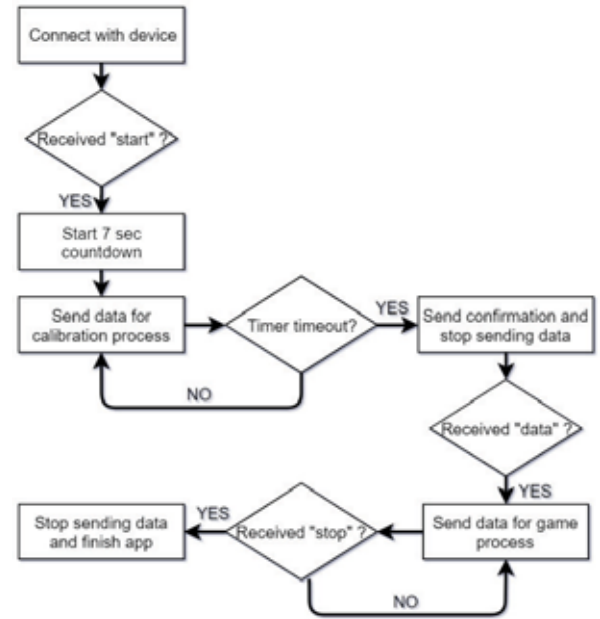 Connect with device
Received "start" ?
YES
Start 7 sec
countdown
Send data for
calibration process
Timer timeout?
YES
NO
Send confirmation and
stop sending data
Received "data" ?
YES
Send data for game
process
Received "stop" ?
YES
NO
Stop sending data
and finish app